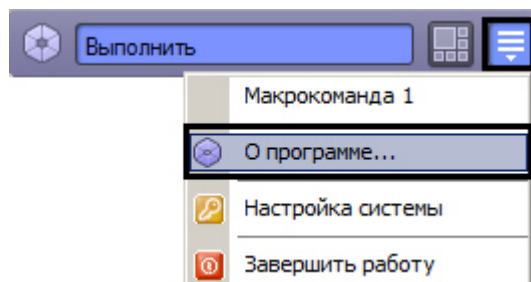 Выполнить
Макрокоманда 1
О программе...
Настройка системы
Завершить работу